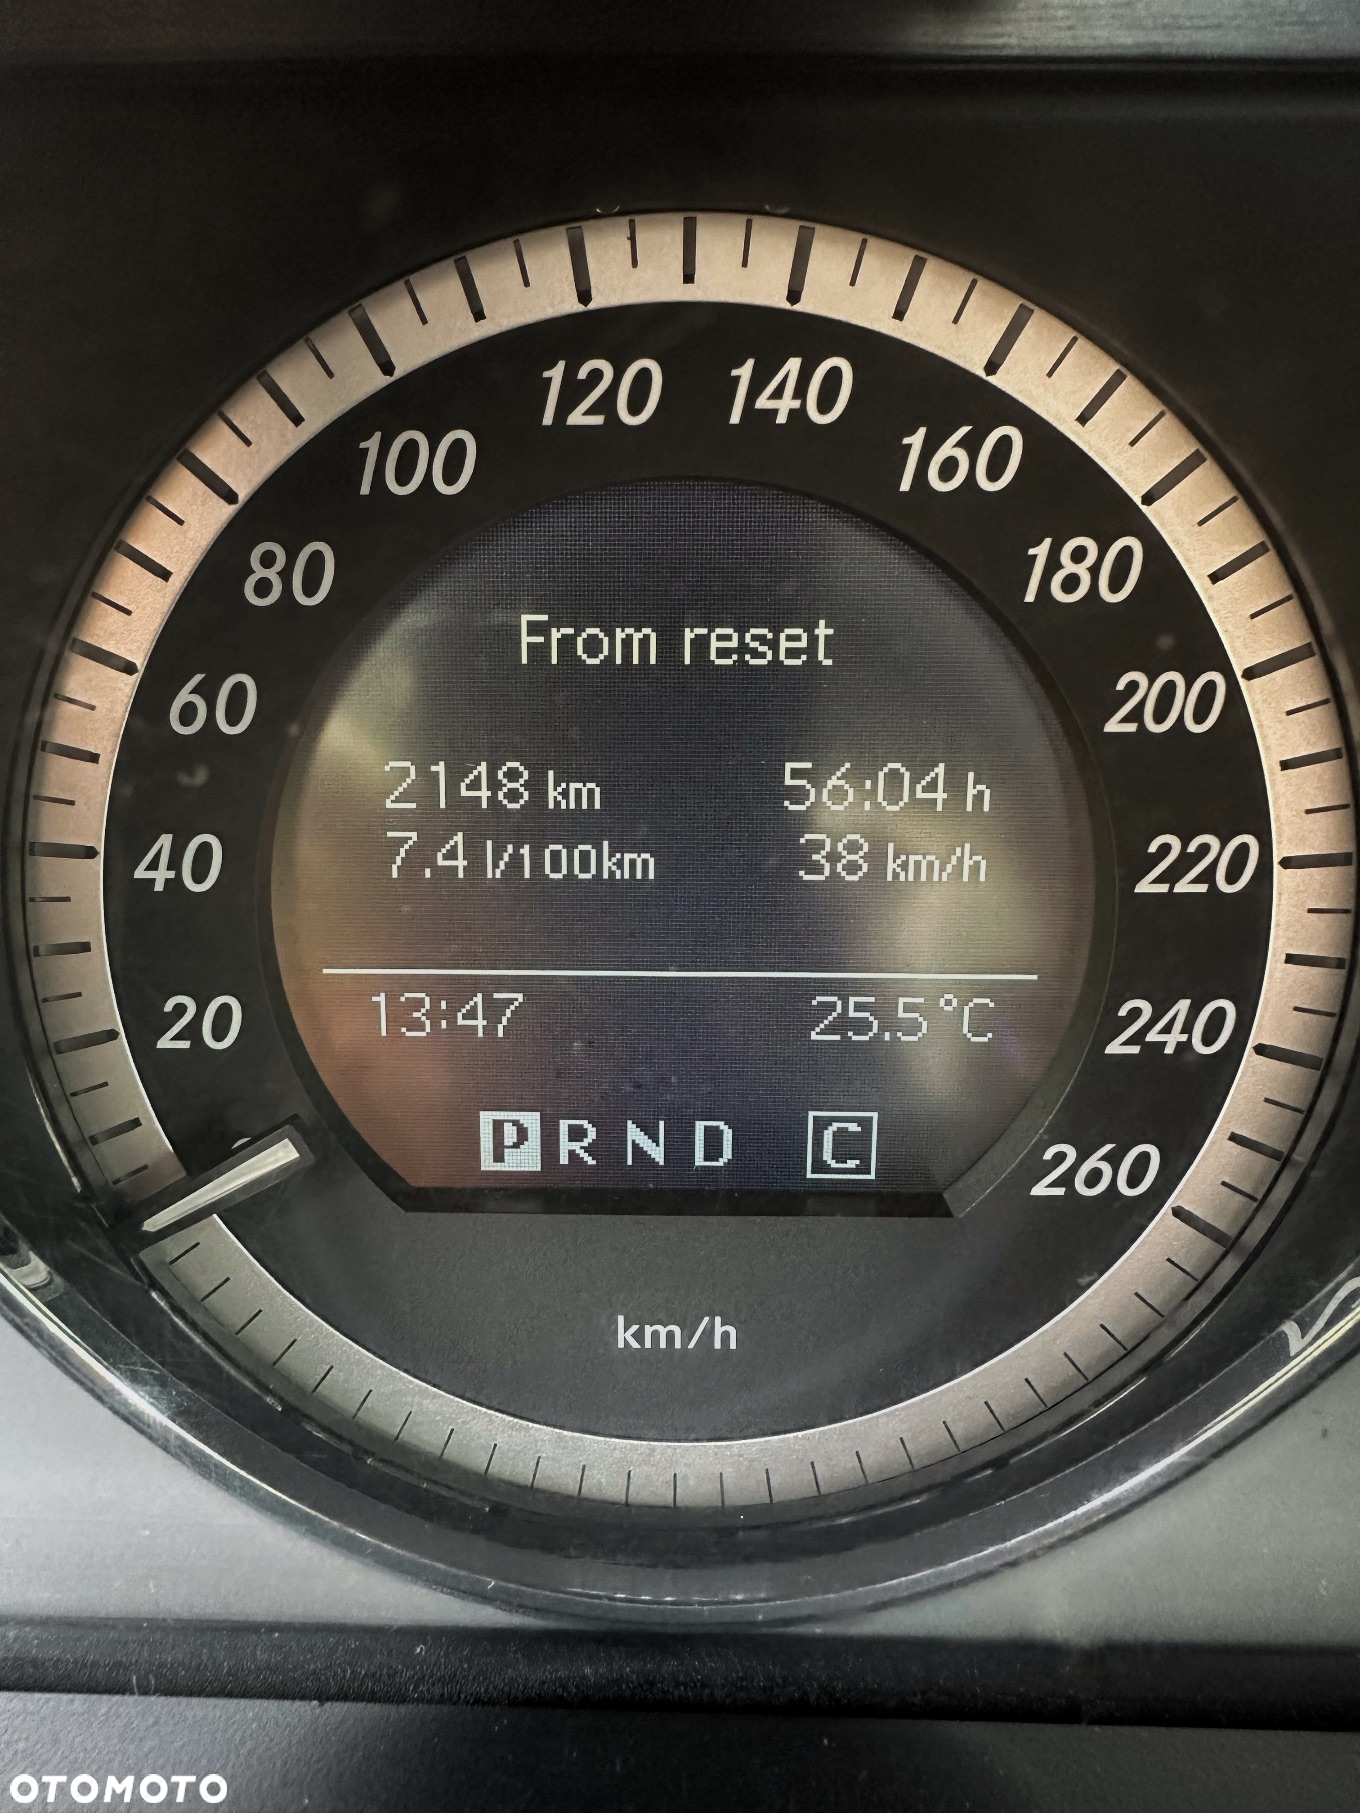 120 140
100 160
80 180
From reset
60 200
2148 km 56:04 h
7.4 l/100km 38 km/h
40 220
13:47 25.5°C
20 240
P R N D C
260
km/h
OTOMOTO